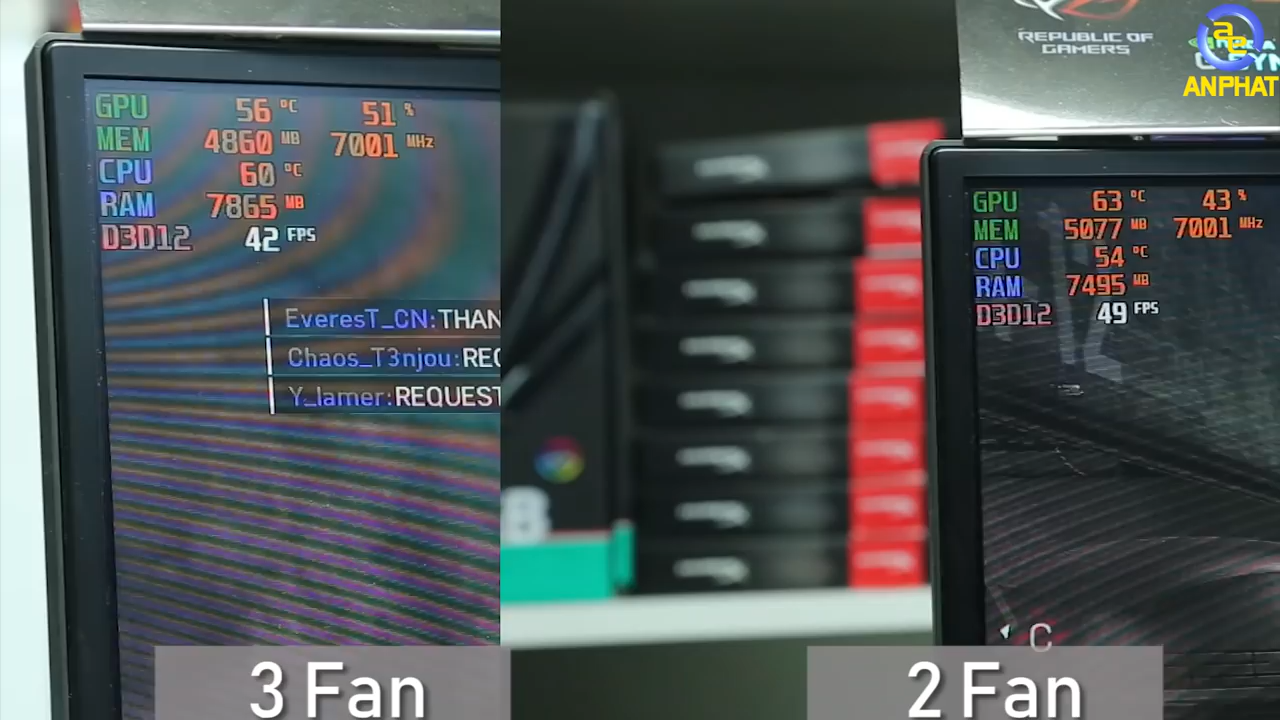 GPU 56 °C 51 %
MEM 4860 MB 7001 MHz
CPU 60 °C
RAM 7865 MB
D3D12 42 FPS
EveresT_CN:THAN
Chaos_T3njou:REQ
Y_lamer:REQUEST
3 Fan
B
REPUBLIC OF
GAMERS
ANPHAT
GPU 63 °C 43 %
MEM 5077 MB 7001 MHz
CPU 54 °C
RAM 7495 MB
D3D12 49 FPS
C
2 Fan